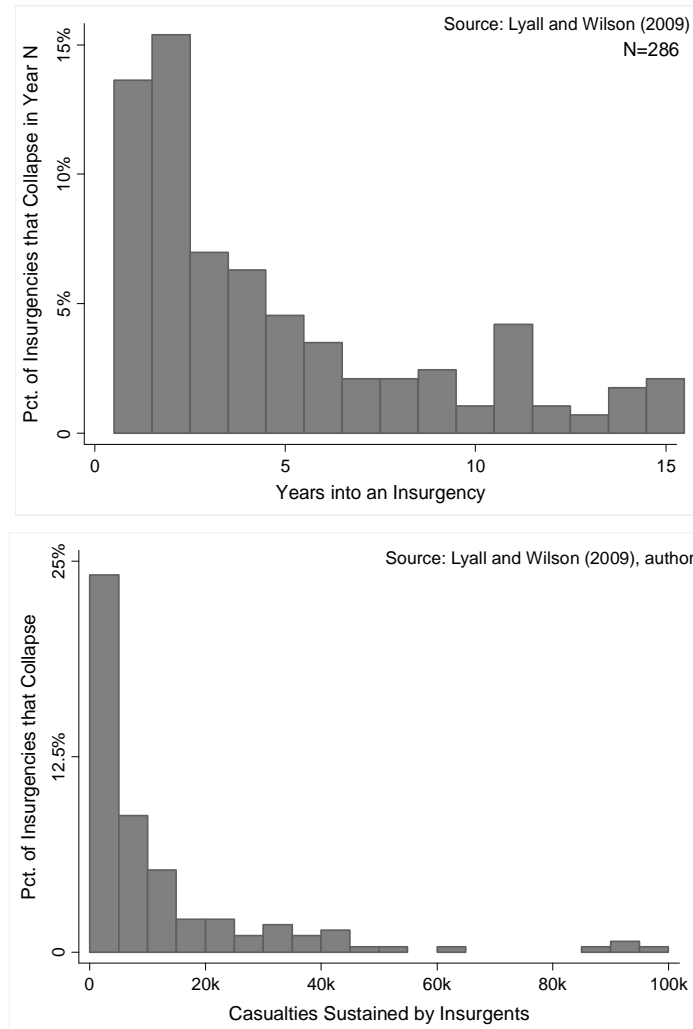 Source: Lyall and Wilson (2009)
N=286
Pct. of Insurgencies that Collapse in Year N
15%
10%
5%
0
0 5 10 15
Years into an Insurgency
Source: Lyall and Wilson (2009), author
Pct. of Insurgencies that Collapse
25%
12.5%
0
0 20k 40k 60k 80k 100k
Casualties Sustained by Insurgents